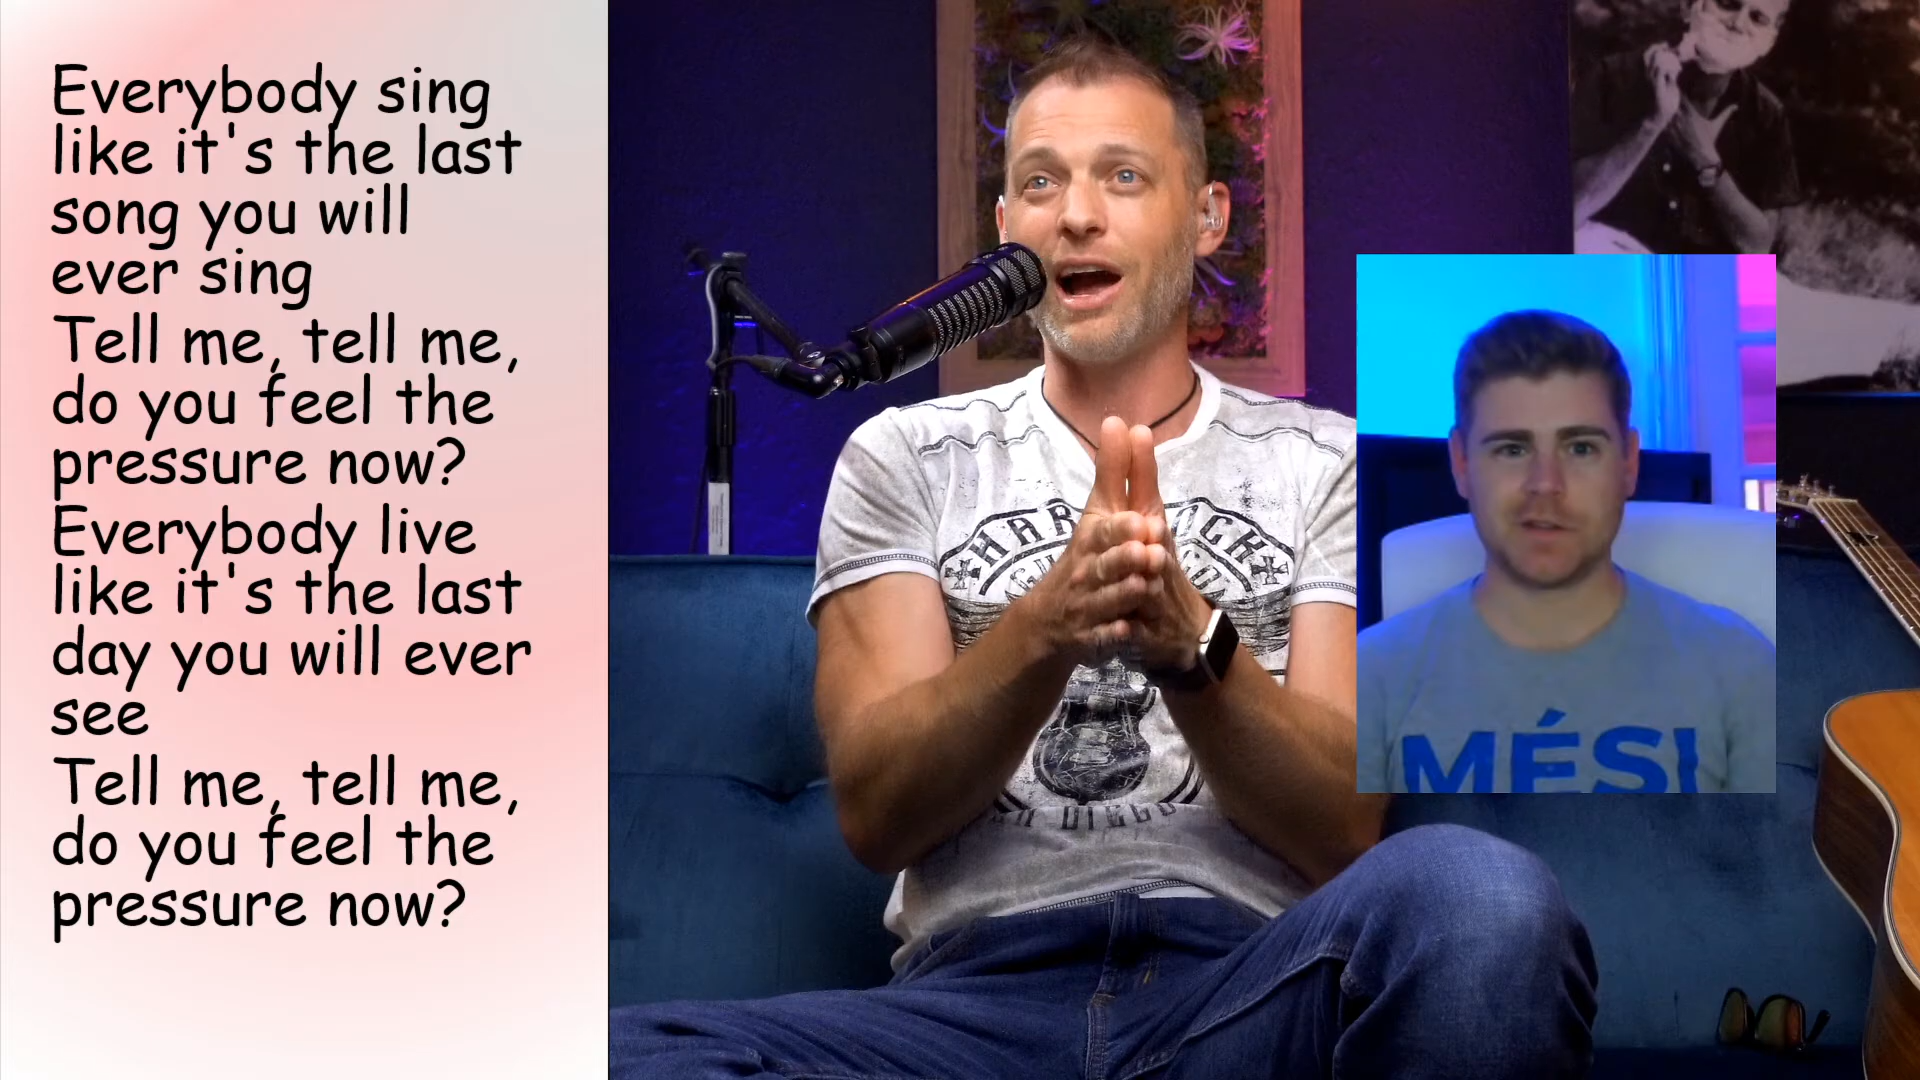 Everybody sing
like it's the last
song you will
ever sing
Tell me, tell me,
do you feel the
pressure now?
Everybody live
like it's the last
day you will ever
see
Tell me, tell me,
do you feel the
pressure now?
MÉSI